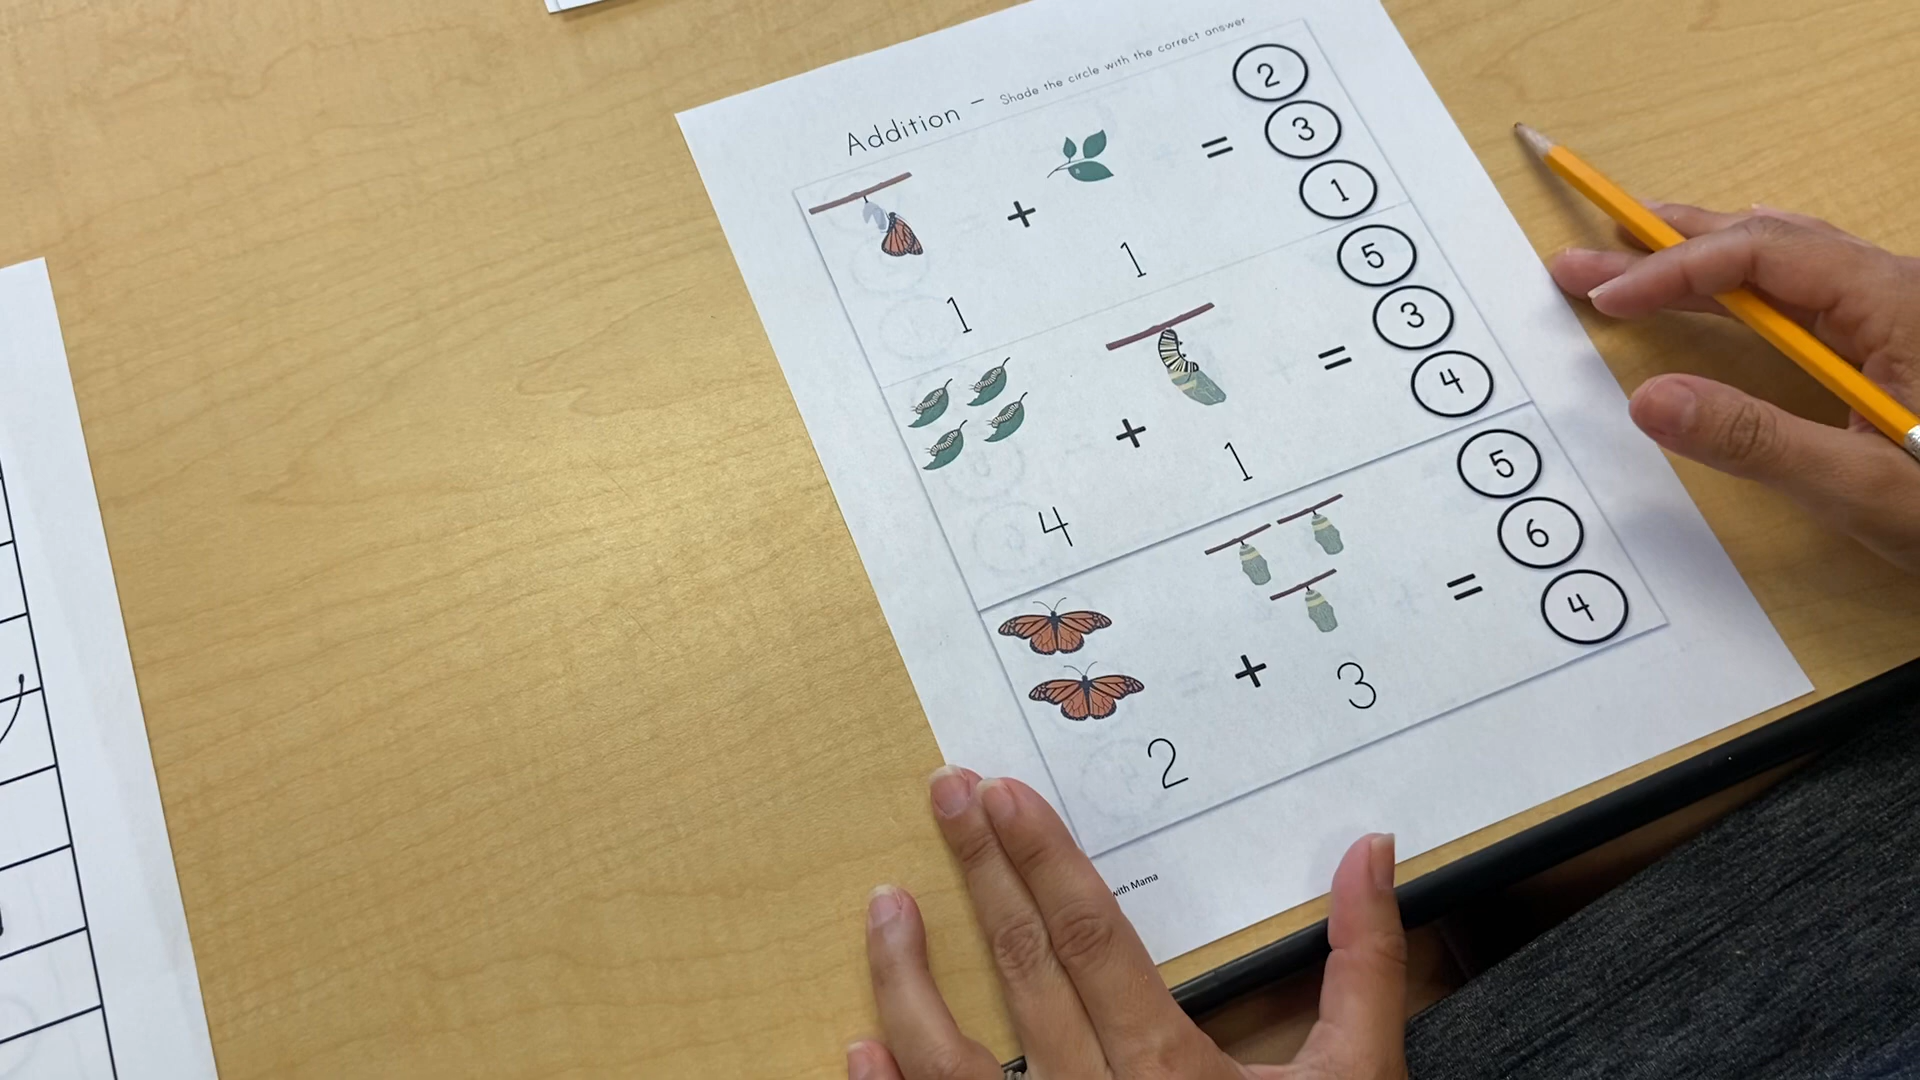 Addition - Shade the circle with the correct answer
1 + 1 = 2 3 1
4 + 1 = 5 3 4
2 + 3 = 5 6 4
with Mama